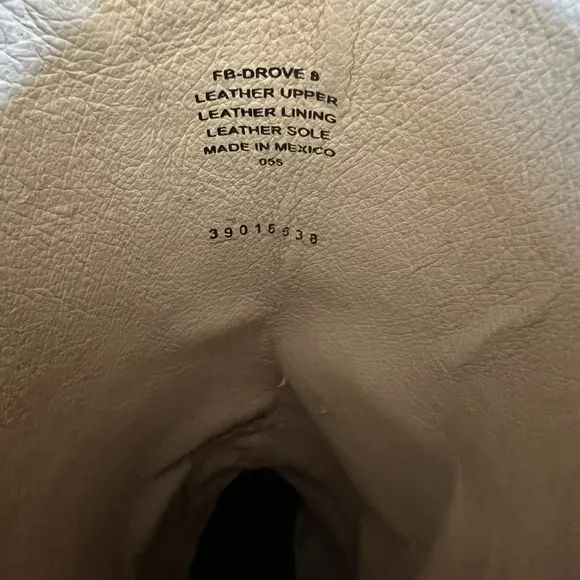 FB-DROVE 8
LEATHER UPPER
LEATHER LINING
LEATHER SOLE
MADE IN MEXICO
055
39015538